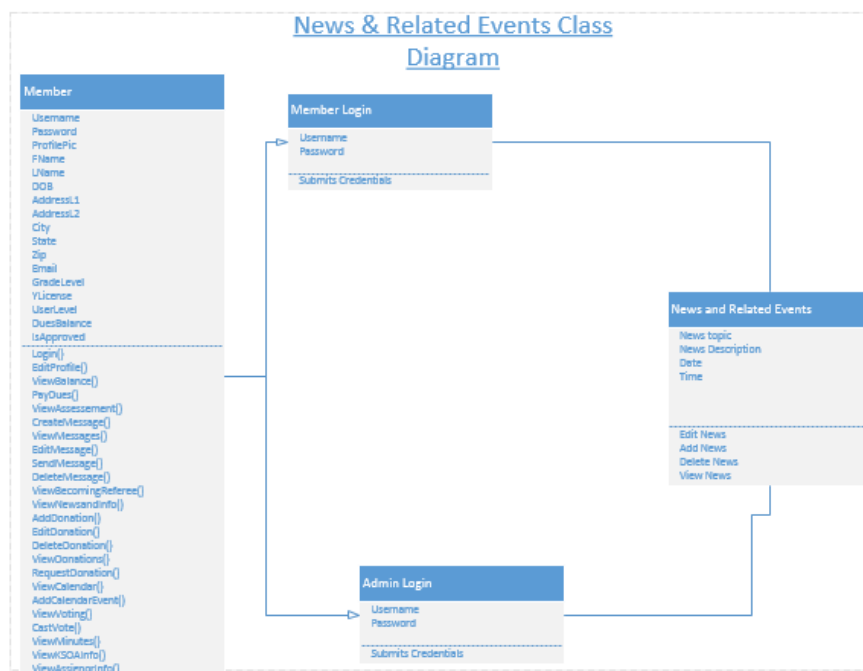 News & Related Events Class
Diagram
Member
Username
Password
ProfilePic
FName
LName
DOB
AddressL1
AddressL2
City
State
Zip
Email
GradeLevel
YLicense
UserLevel
DuesBalance
IsApproved
Login()
EditProfile()
ViewBalance()
PayDues()
ViewAssessement()
CreateMessage()
ViewMessages()
EditMessage()
SendMessage()
DeleteMessage()
ViewBecomingReferee()
ViewNewsandInfo()
AddDonation()
EditDonation()
DeleteDonation()
ViewDonations()
RequestDonation()
ViewCalendar()
AddCalendarEvent()
ViewVoting()
CastVote()
ViewMinutes()
ViewKSOAInfo()
ViewAssignorInfo()
Member Login
Username
Password
Submits Credentials
News and Related Events
News topic
News Description
Date
Time
Edit News
Add News
Delete News
View News
Admin Login
Username
Password
Submits Credentials